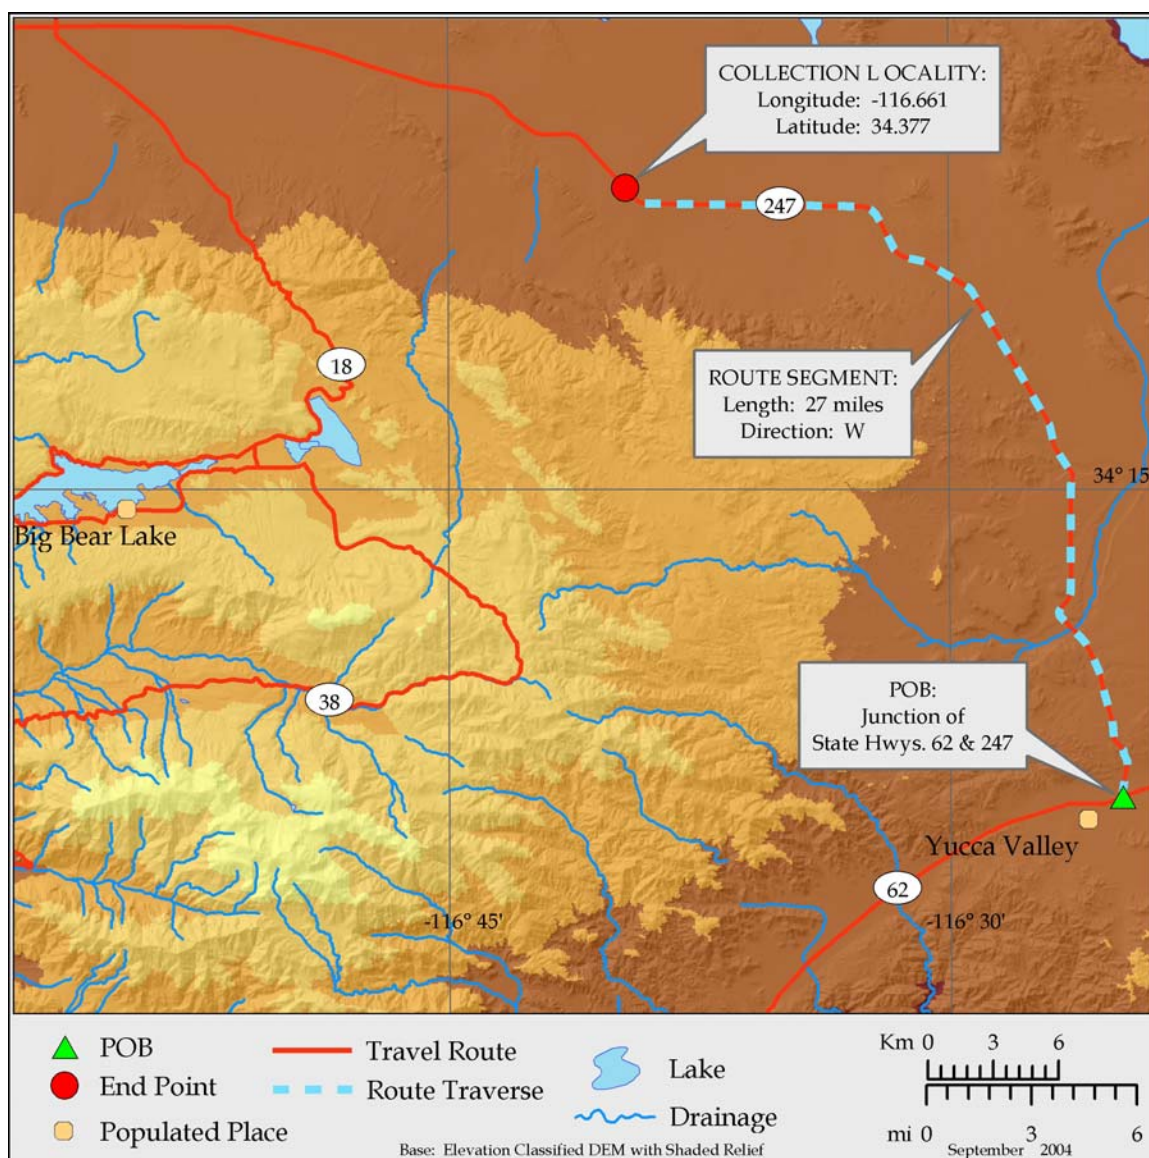 COLLECTION L OCALITY:
Longitude: -116.661
Latitude: 34.377
247
18
ROUTE SEGMENT:
Length: 27 miles
Direction: W
34° 15
Big Bear Lake
38
POB:
Junction of
State Hwys. 62 & 247
Yucca Valley
62
-116° 45'
-116° 30'
POB
End Point
Populated Place
Travel Route
Route Traverse
Lake
Drainage
Km 0 3 6
mi 0 3 6
Base: Elevation Classified DEM with Shaded Relief
September 2004